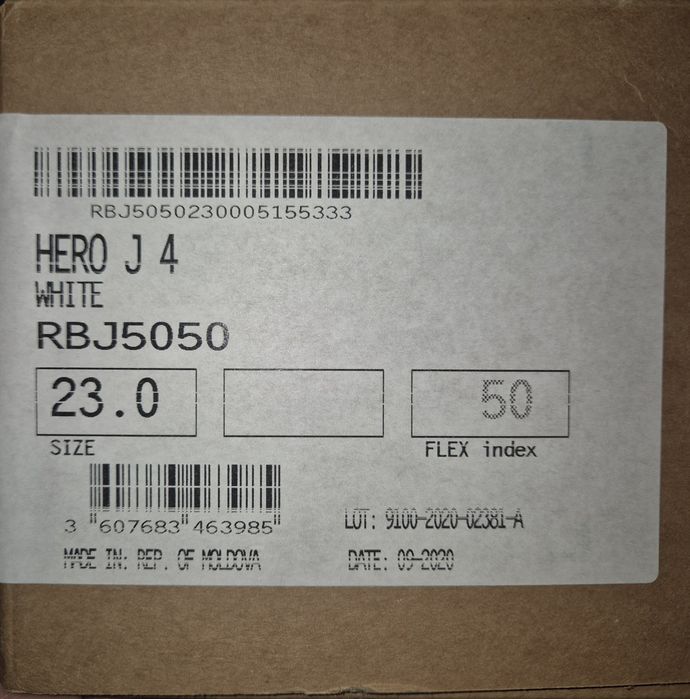 RBJ5050230005155333
HERO J 4
WHITE
RBJ5050
23.0 50
SIZE FLEX index
3 "607683" 463985"
LOT: 9100-2020-02381-A
MADE IN: REP. OF MOLDOVA
DATE: 09-2020